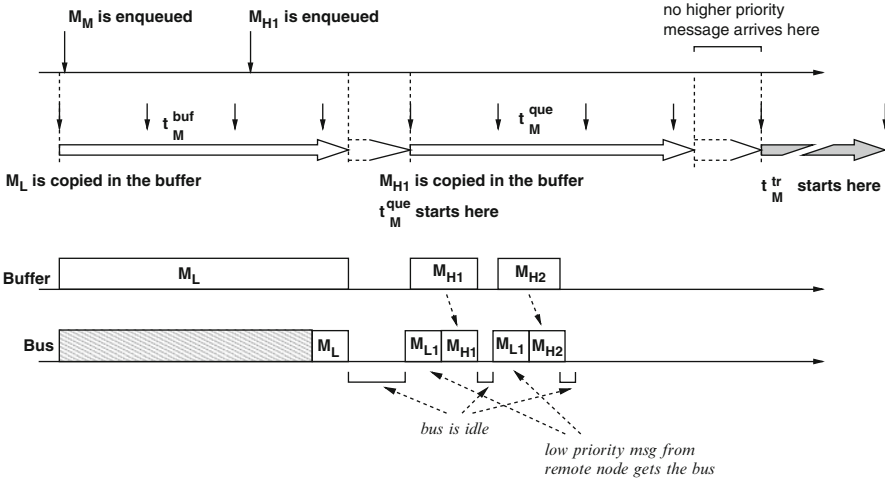 M_M is enqueued
M_H1 is enqueued
no higher priority
message arrives here
t_M^buf
t_M^que
M_L is copied in the buffer
M_H1 is copied in the buffer
t_M^que starts here
t_M^tr starts here
Buffer
M_L
M_H1
M_H2
Bus
M_L
M_L1
M_H1
M_L1
M_H2
bus is idle
low priority msg from
remote node gets the bus